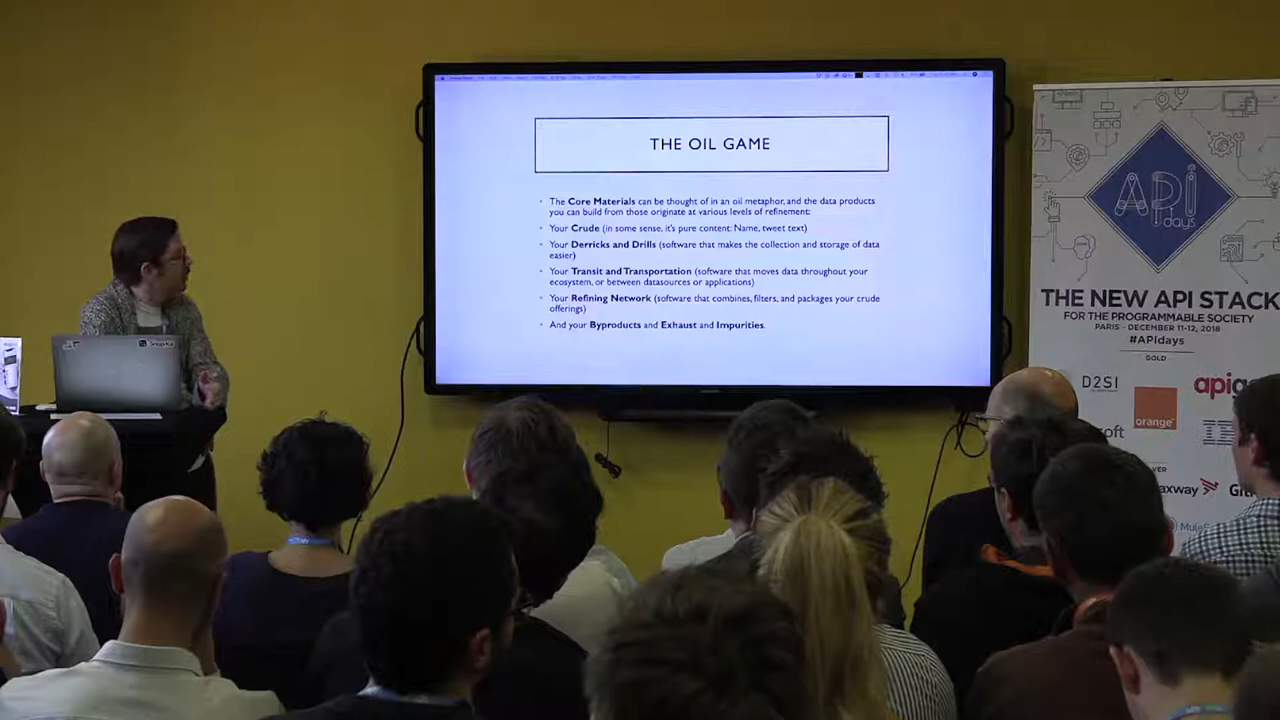 THE OIL GAME
• The Core Materials can be thought of in an oil metaphor, and the data products
you can build from those originate at various levels of refinement:
• Your Crude (in some sense, it's pure content: Name, tweet text)
• Your Derricks and Drills (software that makes the collection and storage of data
easier)
• Your Transit and Transportation (software that moves data throughout your
ecosystem, or between datasources or applications)
• Your Refining Network (software that combines, filters, and packages your crude
offerings)
• And your Byproducts and Exhaust and Impurities.
API
days
THE NEW API STACK
FOR THE PROGRAMMABLE SOCIETY
PARIS - DECEMBER 11-12, 2018
#APIdays
GOLD
D2SI
orange
apig
soft
IBM
VER
axway
Git
MuleS